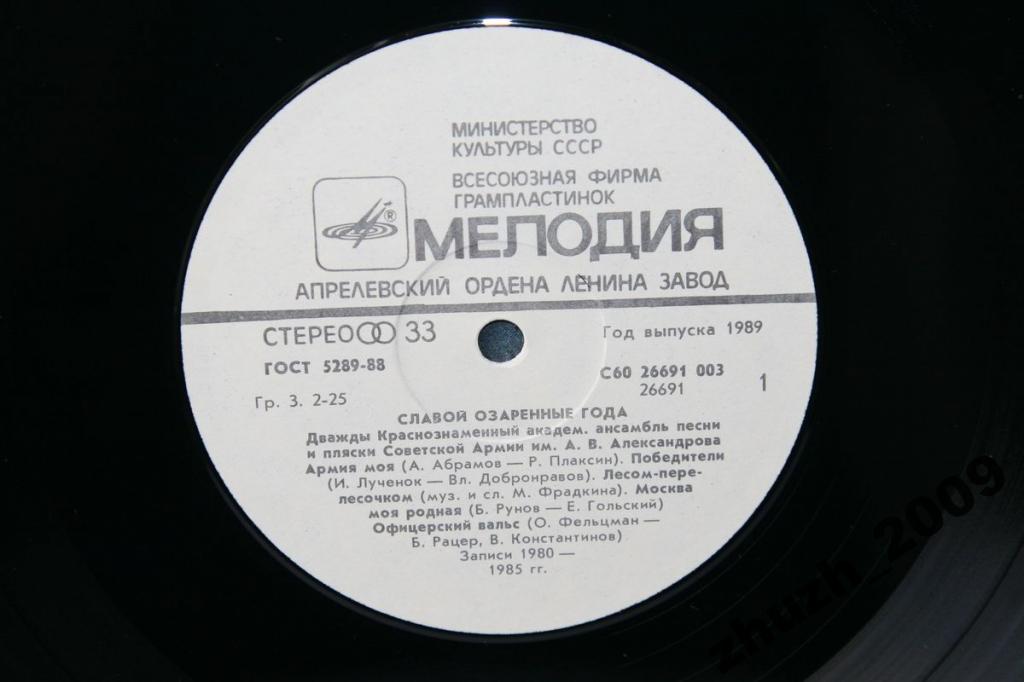 МИНИСТЕРСТВО
КУЛЬТУРЫ СССР
ВСЕСОЮЗНАЯ ФИРМА
ГРАМПЛАСТИНОК
®
МЕЛОДИЯ
АПРЕЛЕВСКИЙ ОРДЕНА ЛЕНИНА ЗАВОД
СТЕРЕО 33
Год выпуска 1989
ГОСТ 5289-88
С60 26691 003
26691
1
Гр. 3. 2-25
СЛАВОЙ ОЗАРЕННЫЕ ГОДА
Дважды Краснознаменный академ. ансамбль песни
и пляски Советской Армии им. А. В. Александрова
Армия моя (А. Абрамов — Р. Плаксин). Победители
(И. Лученок — Вл. Добронравов). Лесом-пере-
лесочком (муз. и сл. М. Фрадкина). Москва
моя родная (Б. Рунов — Е. Гольский)
Офицерский вальс (О. Фельцман —
Б. Рацер, В. Константинов)
Записи 1980 —
1985 гг.
zhuzh_2009